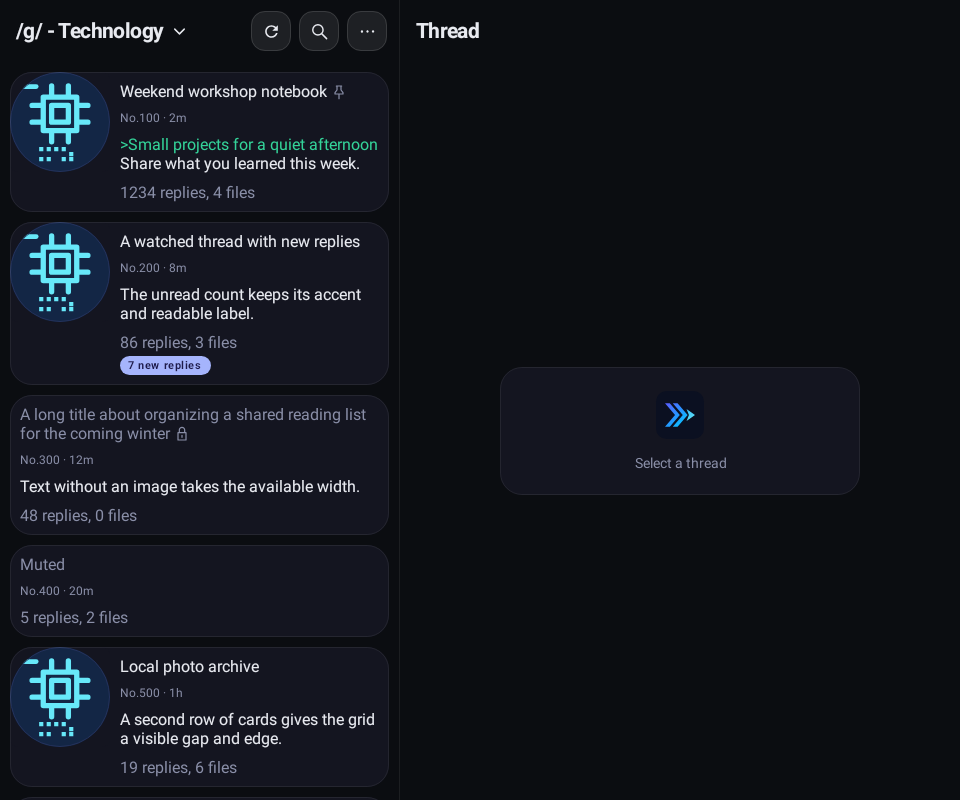 /g/ - Technology
Thread
Weekend workshop notebook
No.100 · 2m
>Small projects for a quiet afternoon
Share what you learned this week.
1234 replies, 4 files
A watched thread with new replies
No.200 · 8m
The unread count keeps its accent
and readable label.
86 replies, 3 files
7 new replies
A long title about organizing a shared reading list
for the coming winter
No.300 · 12m
Text without an image takes the available width.
48 replies, 0 files
Muted
No.400 · 20m
5 replies, 2 files
Local photo archive
No.500 · 1h
A second row of cards gives the grid
a visible gap and edge.
19 replies, 6 files
Select a thread